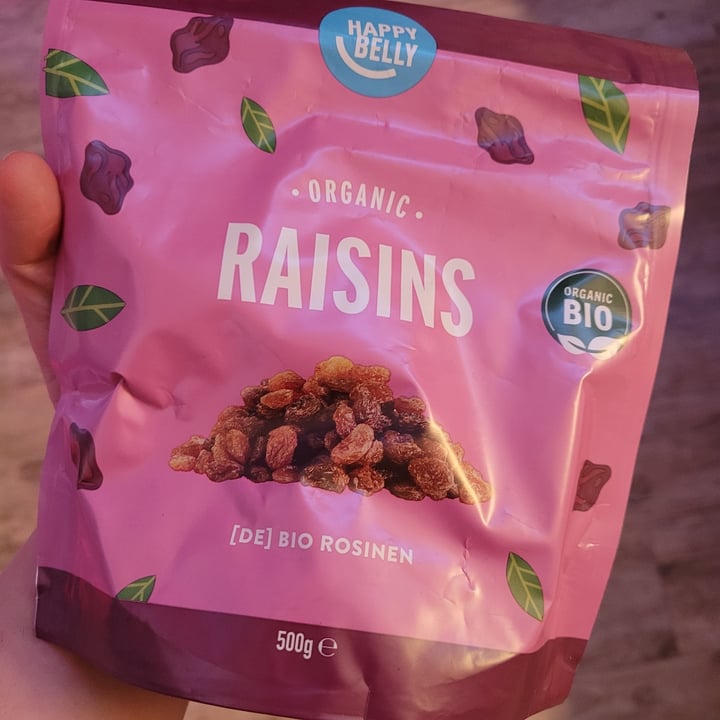 HAPPY
BELLY
• ORGANIC •
RAISINS
ORGANIC
BIO
[DE] BIO ROSINEN
500g ℮